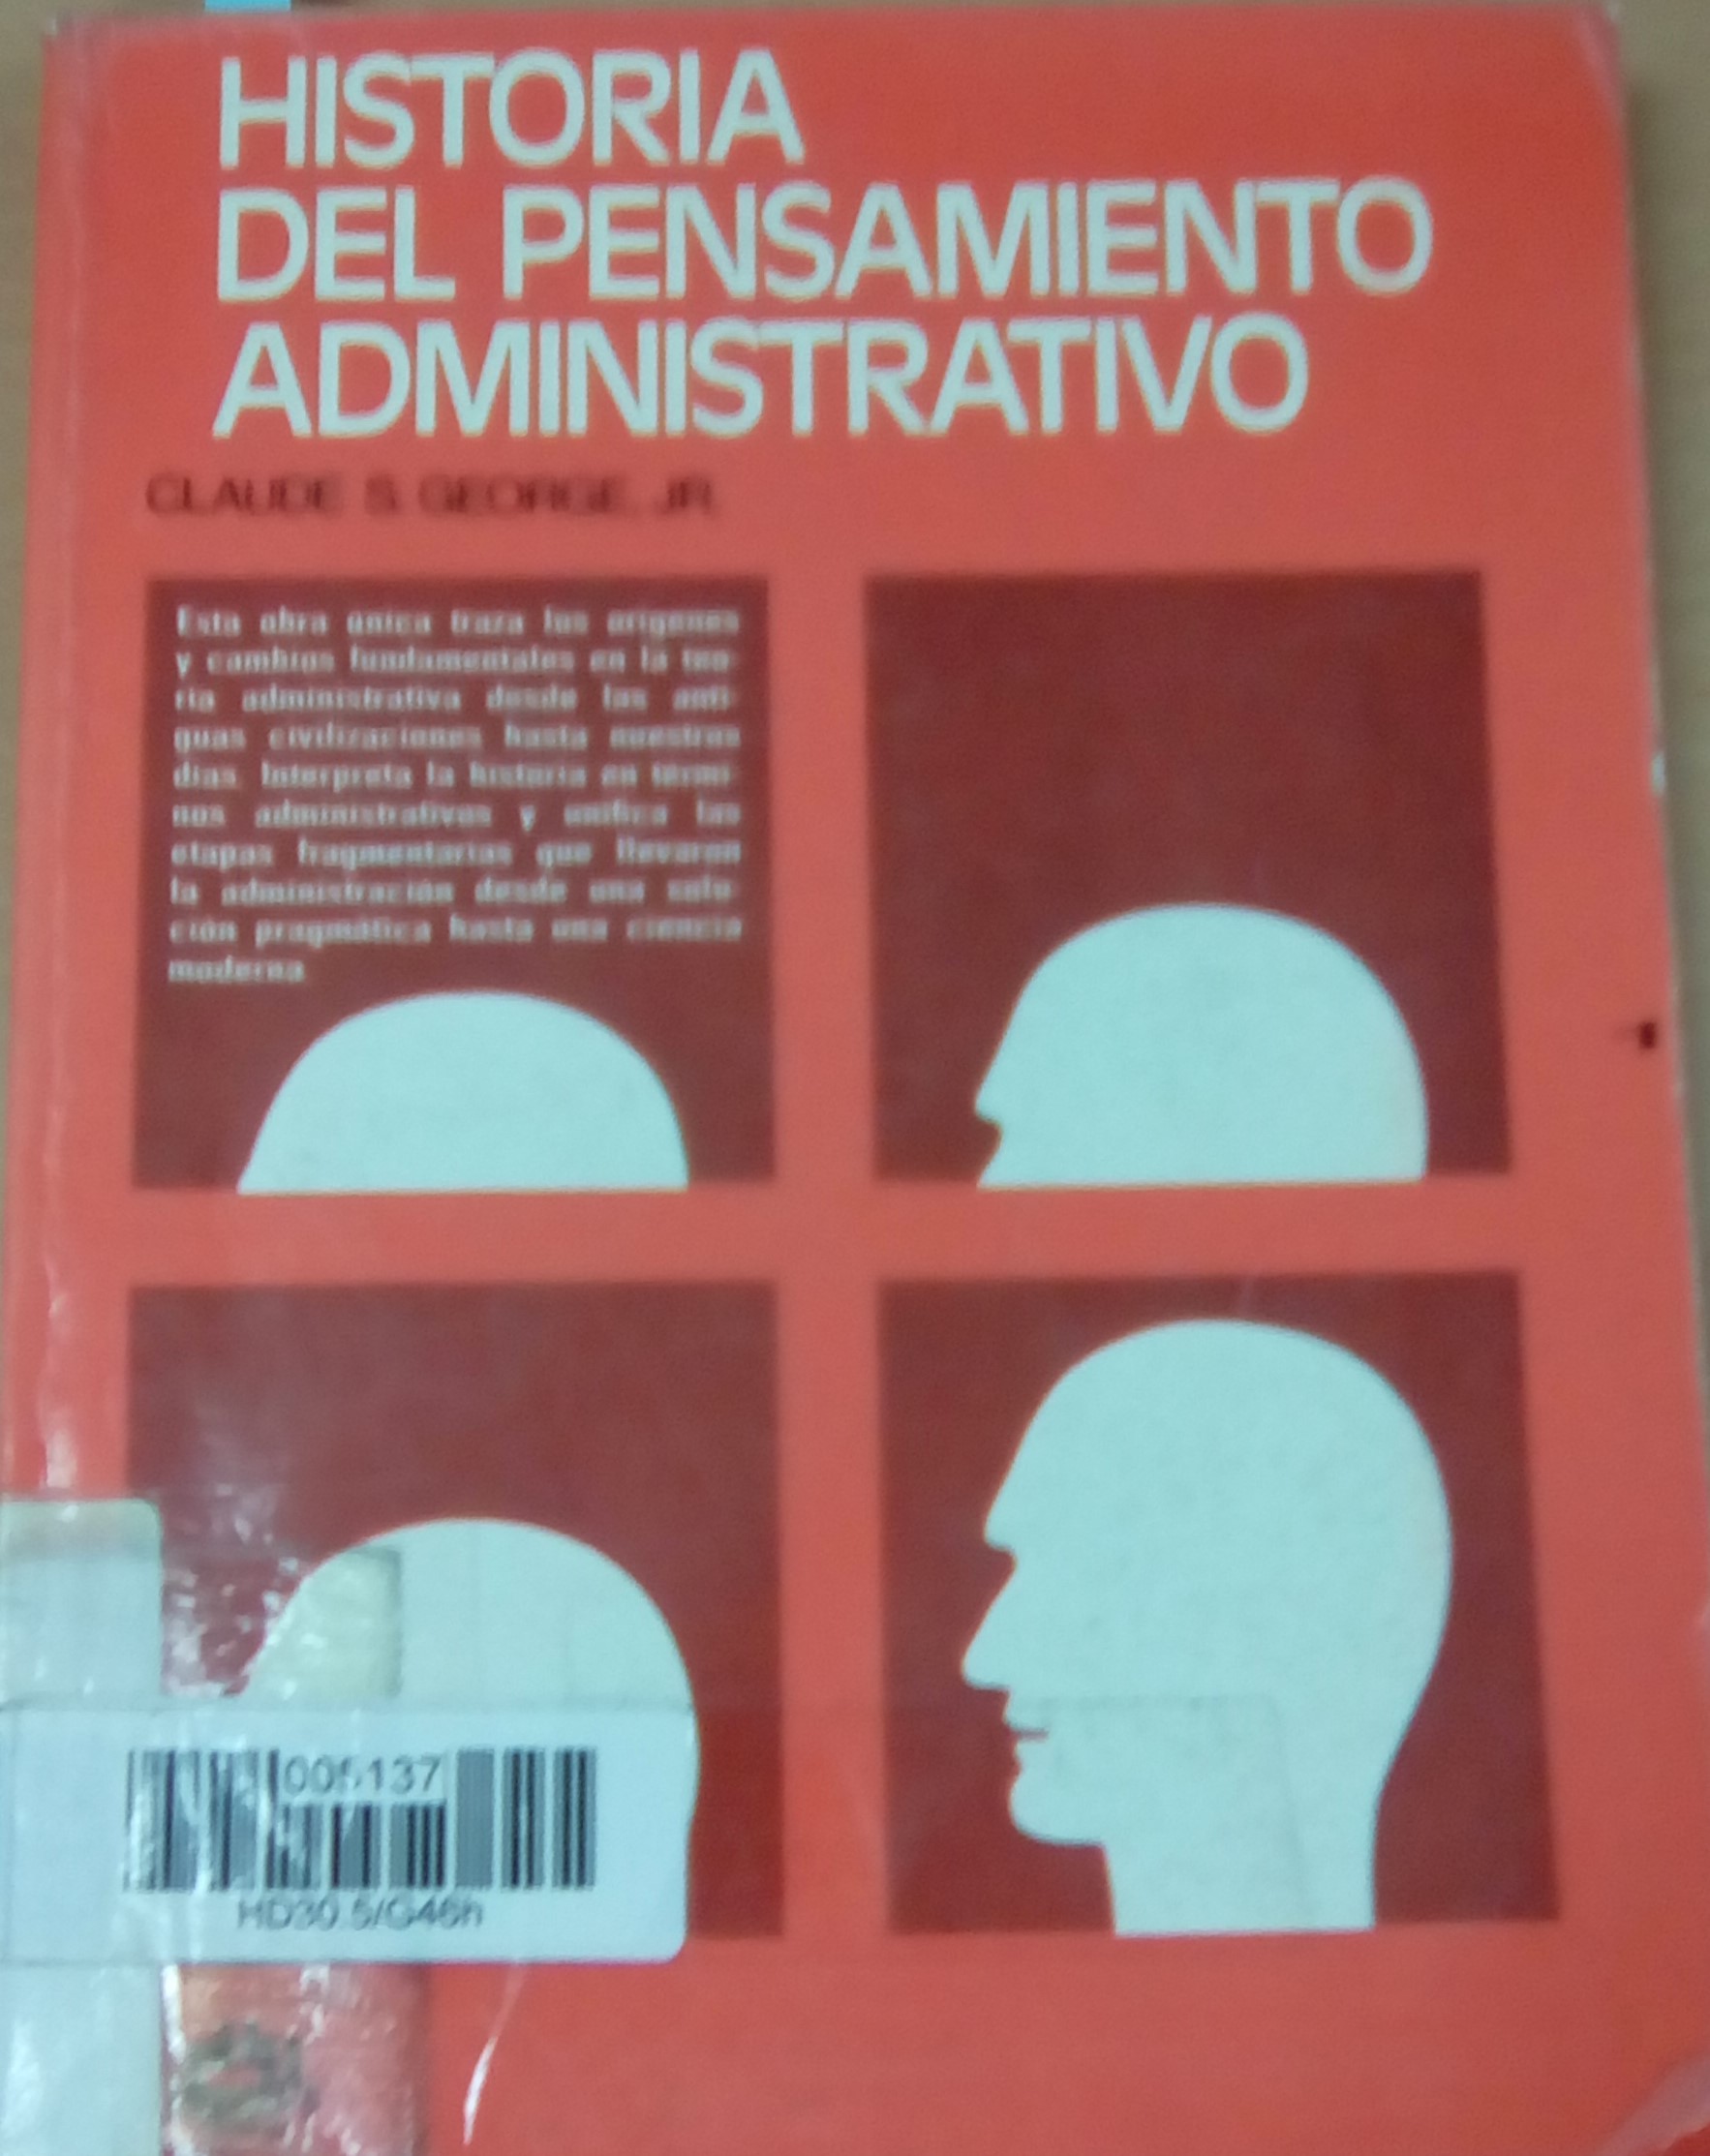 HISTORIA
DEL PENSAMIENTO
ADMINISTRATIVO
CLAUDE S. GEORGE, JR.
Esta obra única traza los orígenes
y cambios fundamentales en la teo-
ría administrativa desde las anti-
guas civilizaciones hasta nuestros
días. Interpreta la historia en térmi-
nos administrativos y unifica las
etapas fragmentarias que llevaron
la administración desde una solu-
ción pragmática hasta una ciencia
moderna.
005137
HD30.5/G46h